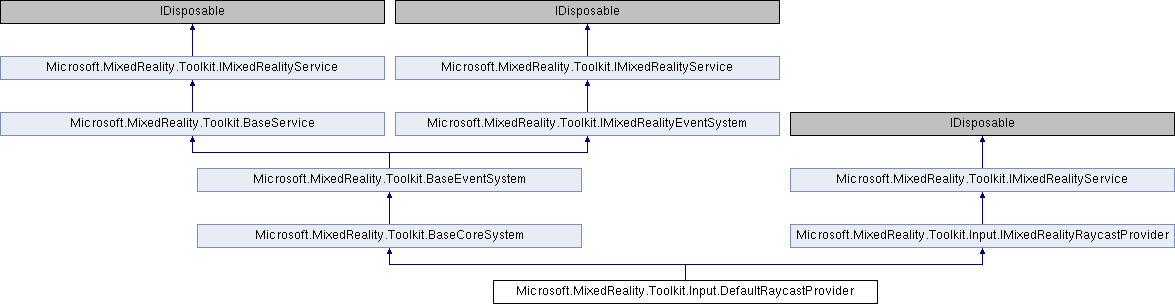 IDisposable
IDisposable
Microsoft.MixedReality.Toolkit.IMixedRealityService
Microsoft.MixedReality.Toolkit.IMixedRealityService
Microsoft.MixedReality.Toolkit.BaseService
Microsoft.MixedReality.Toolkit.IMixedRealityEventSystem
IDisposable
Microsoft.MixedReality.Toolkit.BaseEventSystem
Microsoft.MixedReality.Toolkit.IMixedRealityService
Microsoft.MixedReality.Toolkit.BaseCoreSystem
Microsoft.MixedReality.Toolkit.Input.IMixedRealityRaycastProvider
Microsoft.MixedReality.Toolkit.Input.DefaultRaycastProvider